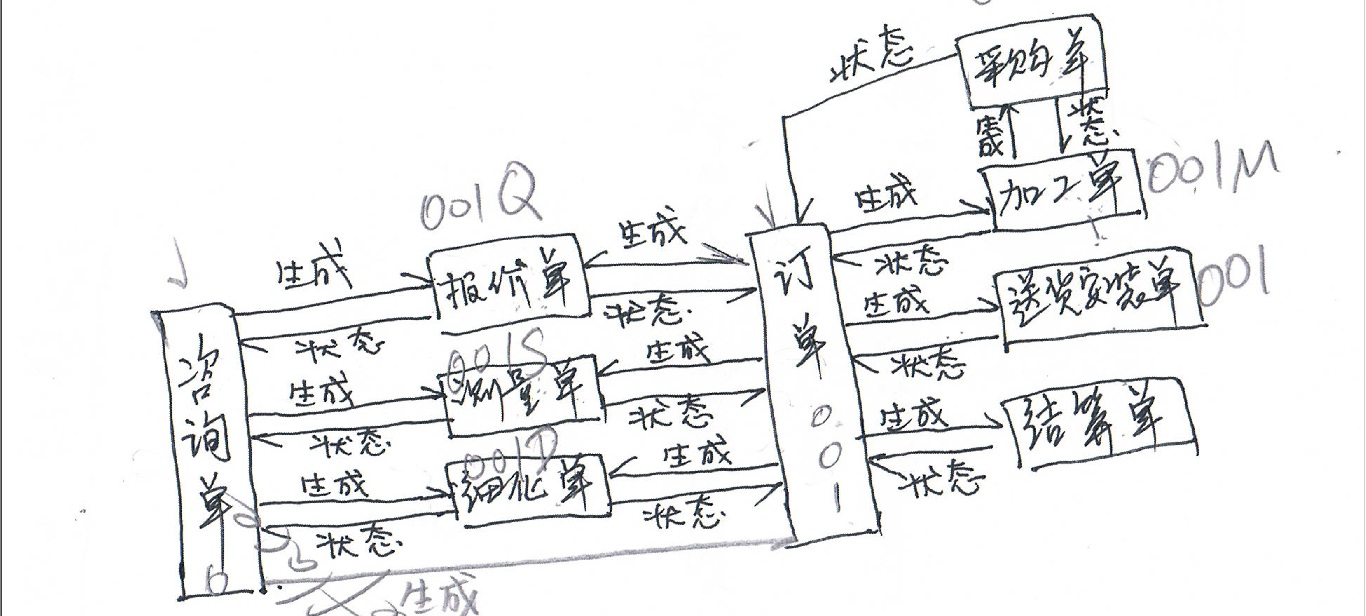 状态
采购单
生成
状态
001Q
生成
加工单
001M
生成
生成
报价单
状态
订单001
生成
送货安装单
001
状态
状态
咨询单
001S
生成
测量单
生成
状态
状态
状态
生成
结算单
001D
生成
细化单
生成
状态
状态
状态
生成